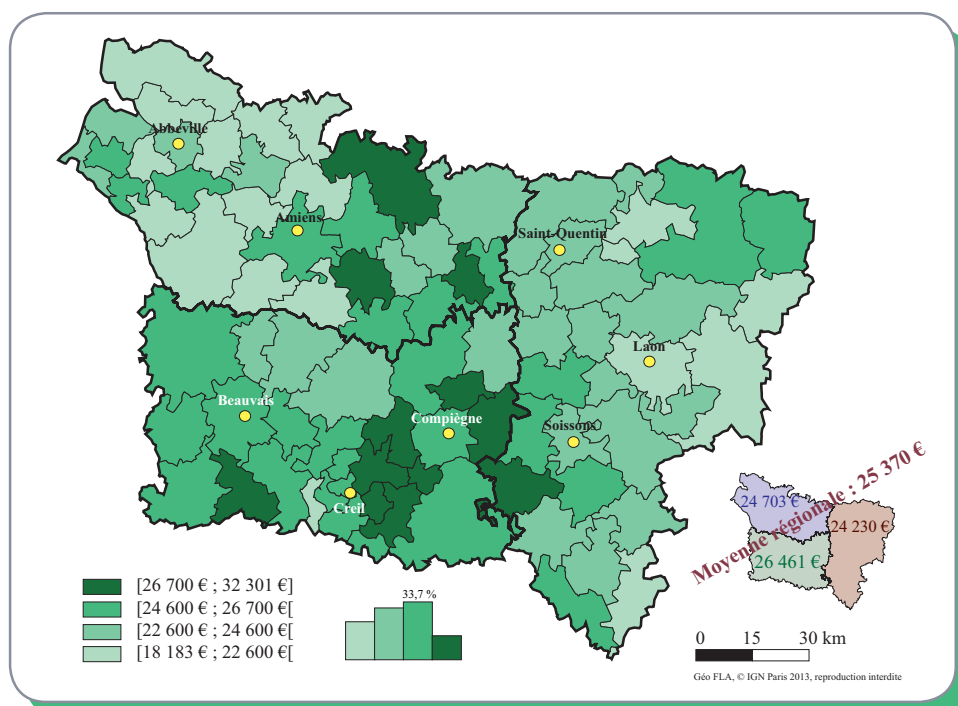 Abbeville
Amiens
Saint-Quentin
Laon
Beauvais
Compiègne
Soissons
Creil
Moyenne régionale : 25 370 €
24 703 €
24 230 €
26 461 €
[26 700 € ; 32 301 €[
[24 600 € ; 26 700 €[
[22 600 € ; 24 600 €[
[18 183 € ; 22 600 €[
33,7 %
0 15 30 km
Géo FLA, © IGN Paris 2013, reproduction interdite